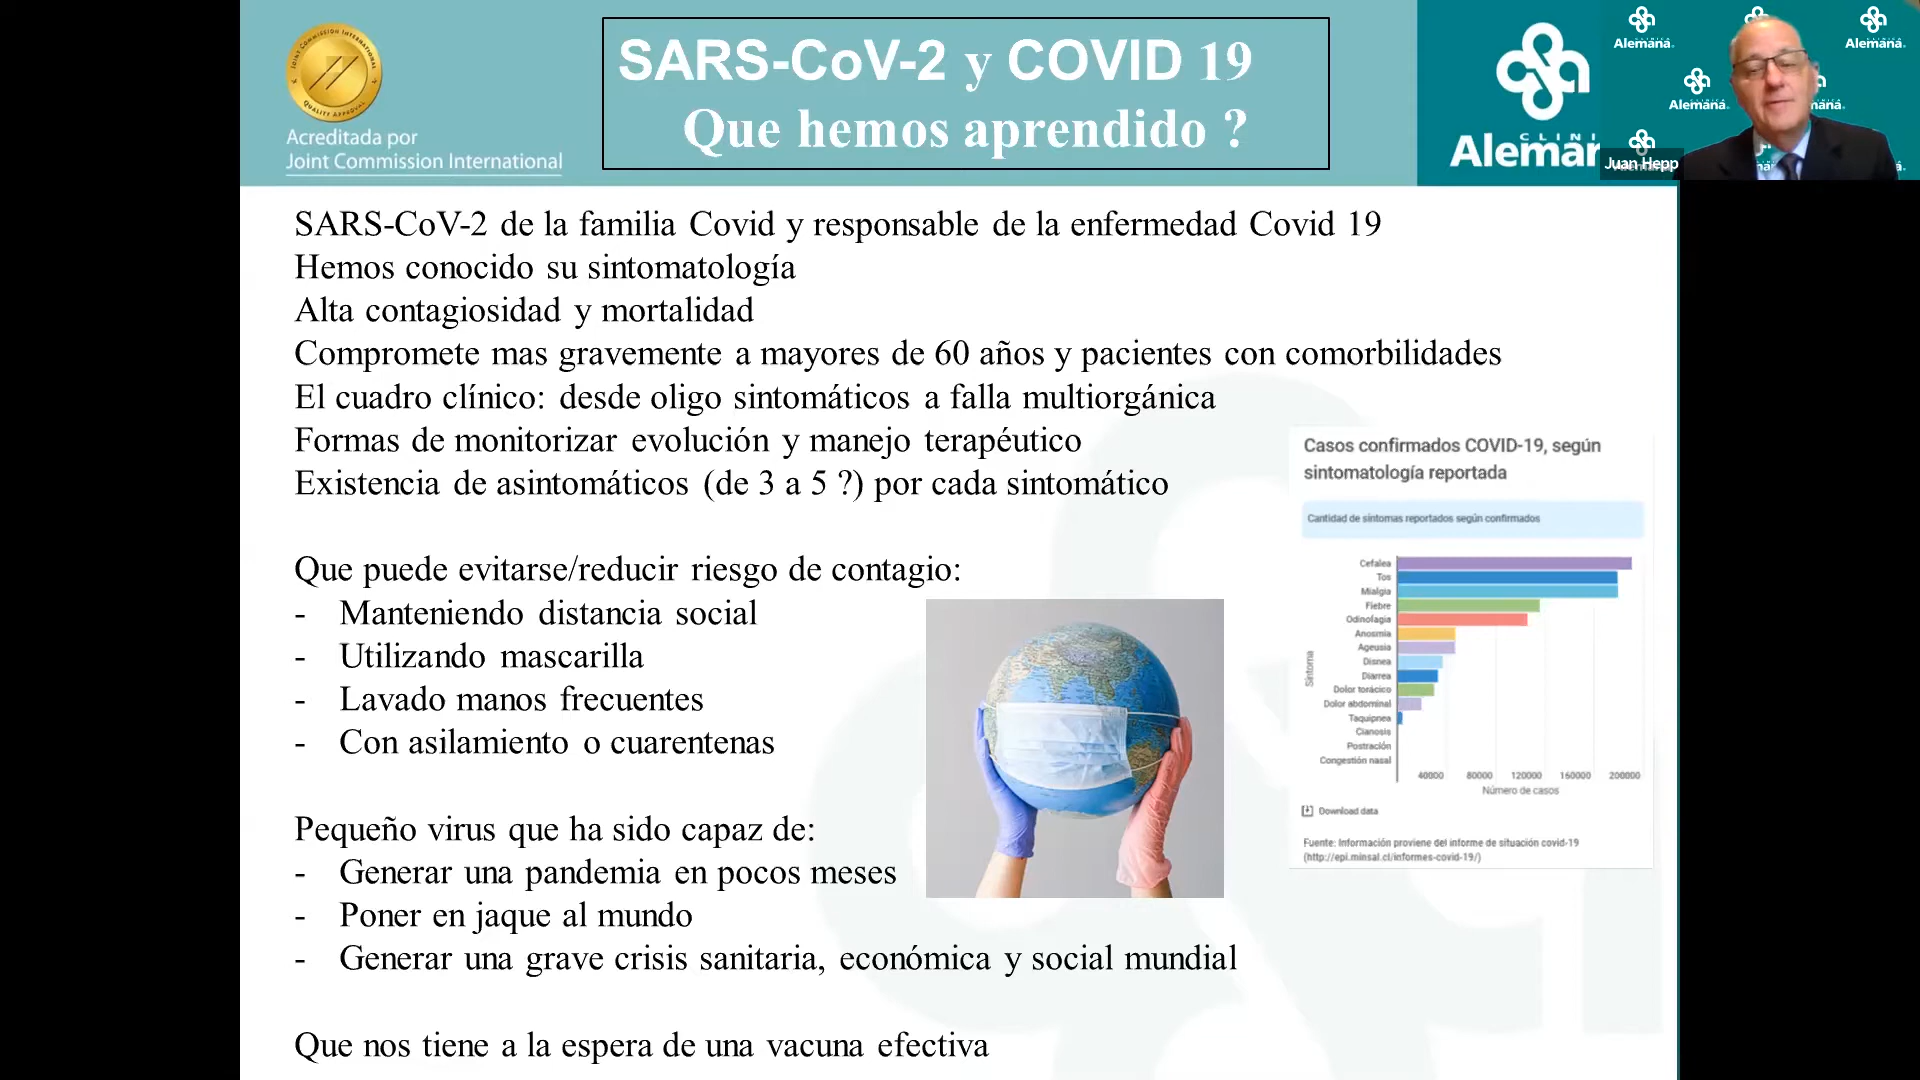 JOINT COMMISSION INTERNATIONAL
QUALITY APPROVAL
Acreditada por
Joint Commission International
SARS-CoV-2 y COVID 19
Que hemos aprendido ?
CLINI
Aleman
Alemana
Alemana
Alemana
Juan Hepp
SARS-CoV-2 de la familia Covid y responsable de la enfermedad Covid 19
Hemos conocido su sintomatología
Alta contagiosidad y mortalidad
Compromete mas gravemente a mayores de 60 años y pacientes con comorbilidades
El cuadro clínico: desde oligo sintomáticos a falla multiorgánica
Formas de monitorizar evolución y manejo terapéutico
Existencia de asintomáticos (de 3 a 5 ?) por cada sintomático
Que puede evitarse/reducir riesgo de contagio:
- Manteniendo distancia social
- Utilizando mascarilla
- Lavado manos frecuentes
- Con asilamiento o cuarentenas
Pequeño virus que ha sido capaz de:
- Generar una pandemia en pocos meses
- Poner en jaque al mundo
- Generar una grave crisis sanitaria, económica y social mundial
Que nos tiene a la espera de una vacuna efectiva
Casos confirmados COVID-19, según
sintomatología reportada
Cantidad de síntomas reportados según confirmados
Síntoma
Cefalea
Tos
Mialgia
Fiebre
Odinofagia
Anosmia
Ageusia
Disnea
Diarrea
Dolor torácico
Dolor abdominal
Taquipnea
Cianosis
Postración
Congestión nasal
40000 80000 120000 160000 200000
Número de casos
Download data
Fuente: Información proviene del informe de situación covid-19
(http://epi.minsal.cl/informes-covid-19/)